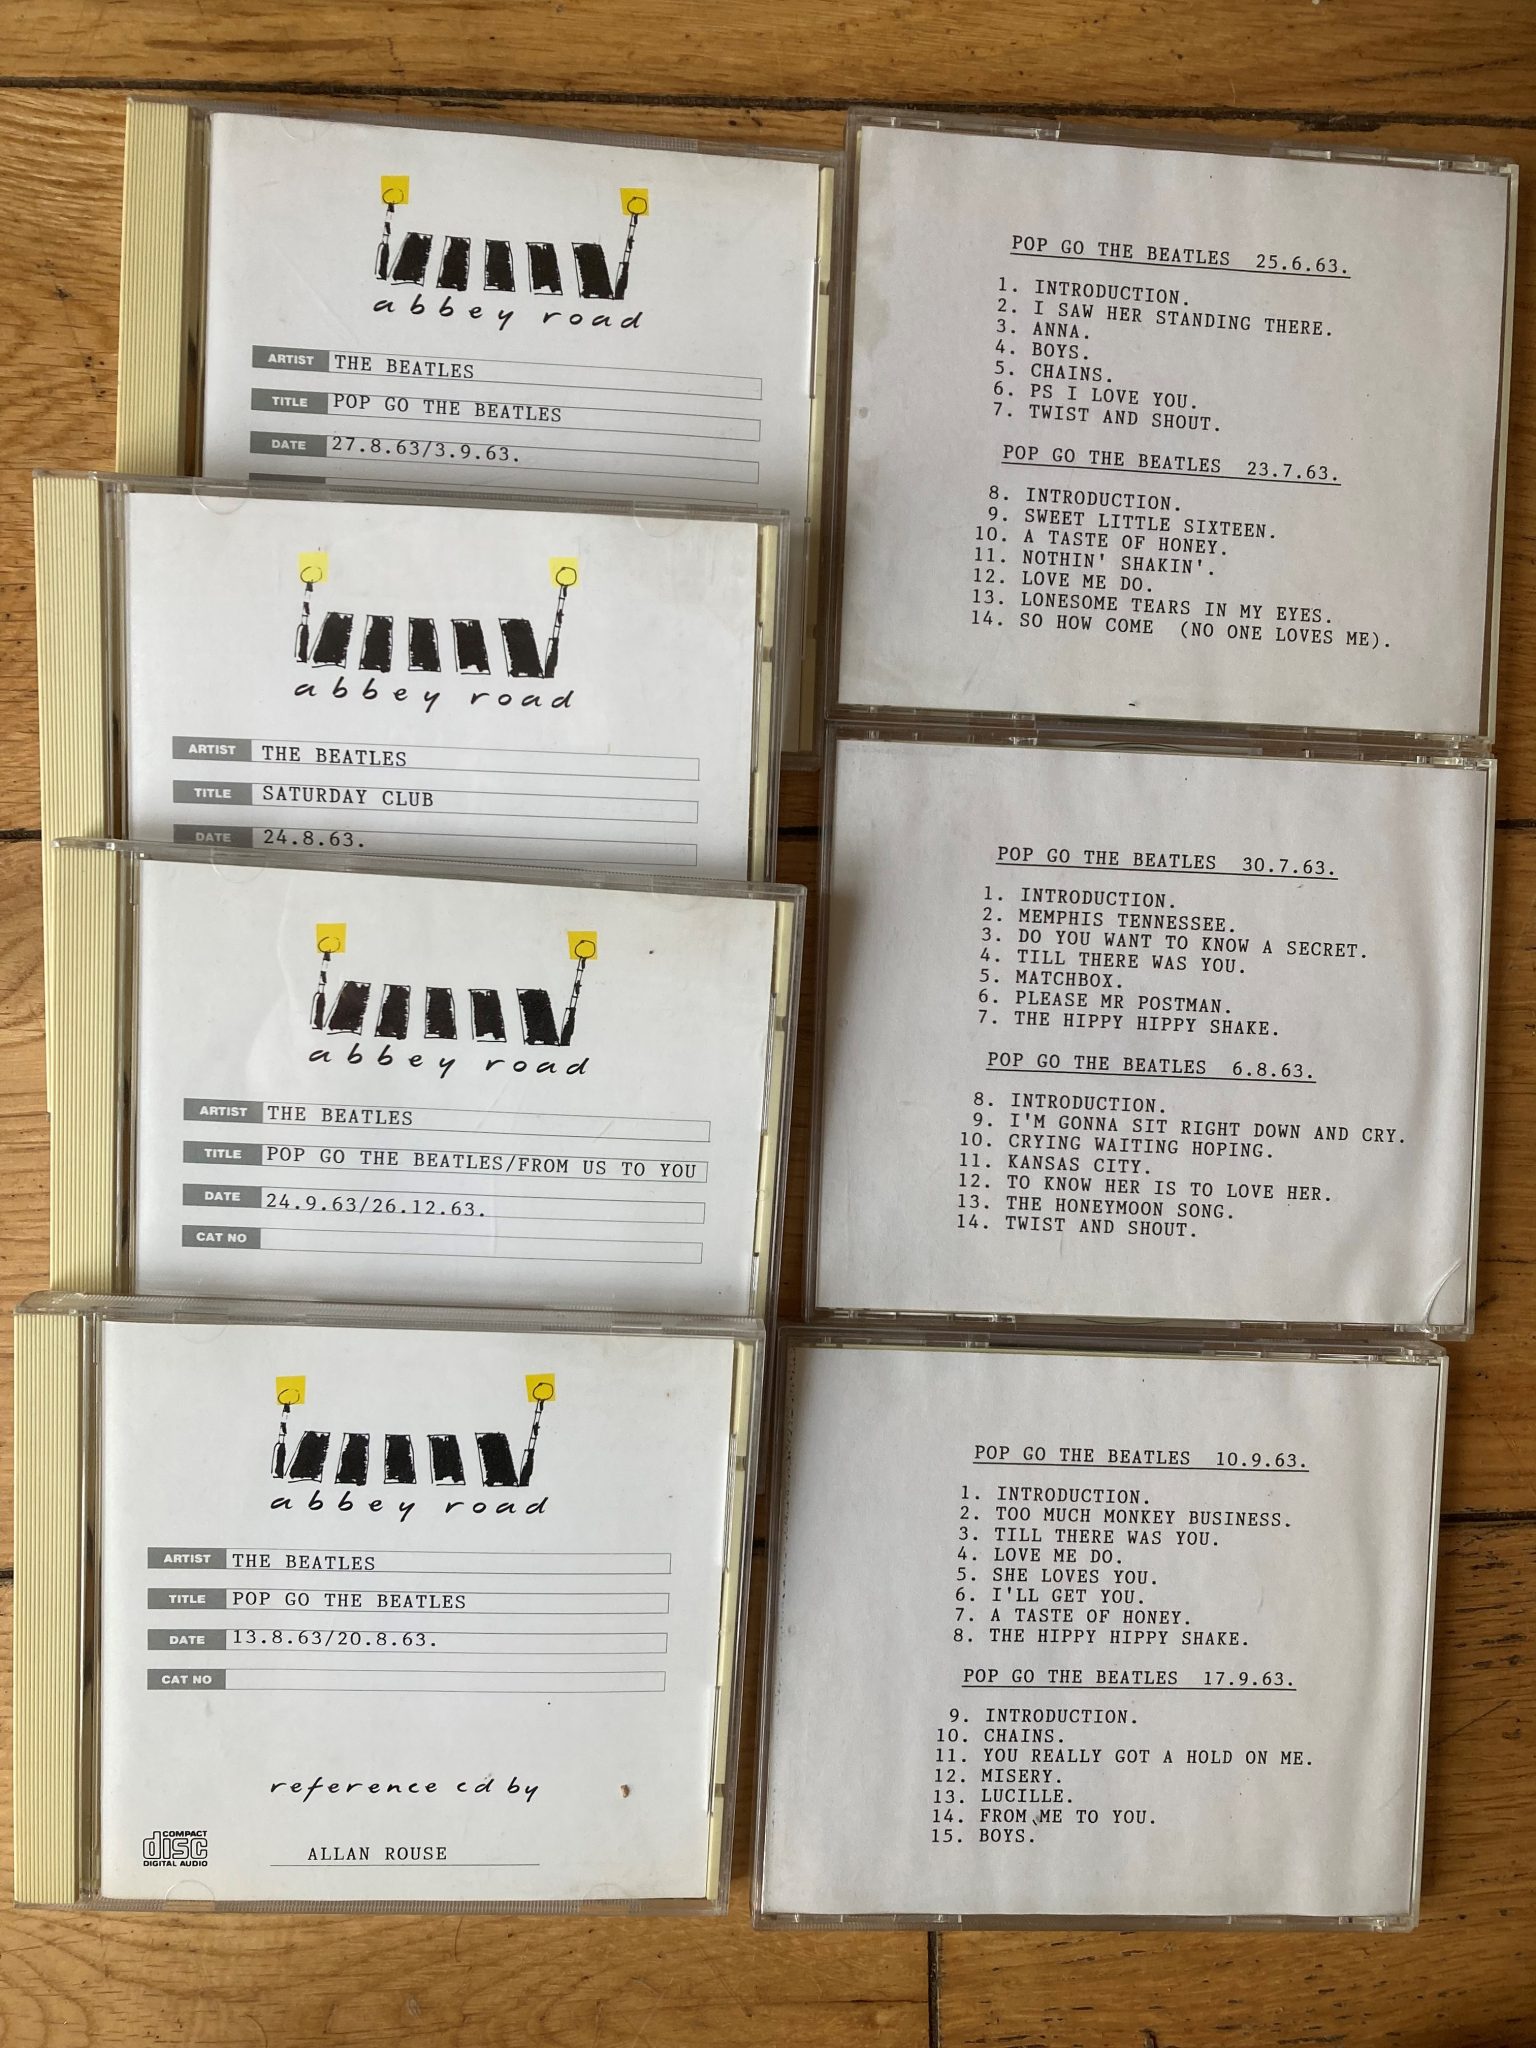 abbey road
ARTIST THE BEATLES
TITLE POP GO THE BEATLES
DATE 27.8.63/3.9.63.
abbey road
ARTIST THE BEATLES
TITLE SATURDAY CLUB
DATE 24.8.63.
abbey road
ARTIST THE BEATLES
TITLE POP GO THE BEATLES/FROM US TO YOU
DATE 24.9.63/26.12.63.
CAT NO
abbey road
ARTIST THE BEATLES
TITLE POP GO THE BEATLES
DATE 13.8.63/20.8.63.
CAT NO
reference cd by
ALLAN ROUSE
COMPACT
disc
DIGITAL AUDIO
POP GO THE BEATLES 25.6.63.
1. INTRODUCTION.
2. I SAW HER STANDING THERE.
3. ANNA.
4. BOYS.
5. CHAINS.
6. PS I LOVE YOU.
7. TWIST AND SHOUT.
POP GO THE BEATLES 23.7.63.
8. INTRODUCTION.
9. SWEET LITTLE SIXTEEN.
10. A TASTE OF HONEY.
11. NOTHIN' SHAKIN'.
12. LOVE ME DO.
13. LONESOME TEARS IN MY EYES.
14. SO HOW COME (NO ONE LOVES ME).
POP GO THE BEATLES 30.7.63.
1. INTRODUCTION.
2. MEMPHIS TENNESSEE.
3. DO YOU WANT TO KNOW A SECRET.
4. TILL THERE WAS YOU.
5. MATCHBOX.
6. PLEASE MR POSTMAN.
7. THE HIPPY HIPPY SHAKE.
POP GO THE BEATLES 6.8.63.
8. INTRODUCTION.
9. I'M GONNA SIT RIGHT DOWN AND CRY.
10. CRYING WAITING HOPING.
11. KANSAS CITY.
12. TO KNOW HER IS TO LOVE HER.
13. THE HONEYMOON SONG.
14. TWIST AND SHOUT.
POP GO THE BEATLES 10.9.63.
1. INTRODUCTION.
2. TOO MUCH MONKEY BUSINESS.
3. TILL THERE WAS YOU.
4. LOVE ME DO.
5. SHE LOVES YOU.
6. I'LL GET YOU.
7. A TASTE OF HONEY.
8. THE HIPPY HIPPY SHAKE.
POP GO THE BEATLES 17.9.63.
9. INTRODUCTION.
10. CHAINS.
11. YOU REALLY GOT A HOLD ON ME.
12. MISERY.
13. LUCILLE.
14. FROM ME TO YOU.
15. BOYS.